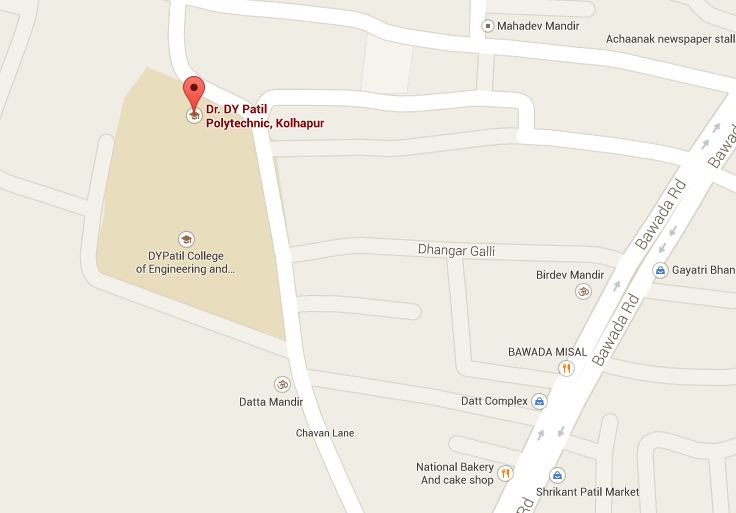 Mahadev Mandir
Achaanak newspaper stall
Dr. DY Patil
Polytechnic, Kolhapur
Bawada Rd
Bawada
DYPatil College
of Engineering and...
Dhangar Galli
Birdev Mandir
Gayatri Bhan
Bawada Rd
BAWADA MISAL
Datta Mandir
Datt Complex
Chavan Lane
National Bakery
And cake shop
Shrikant Patil Market
Rd